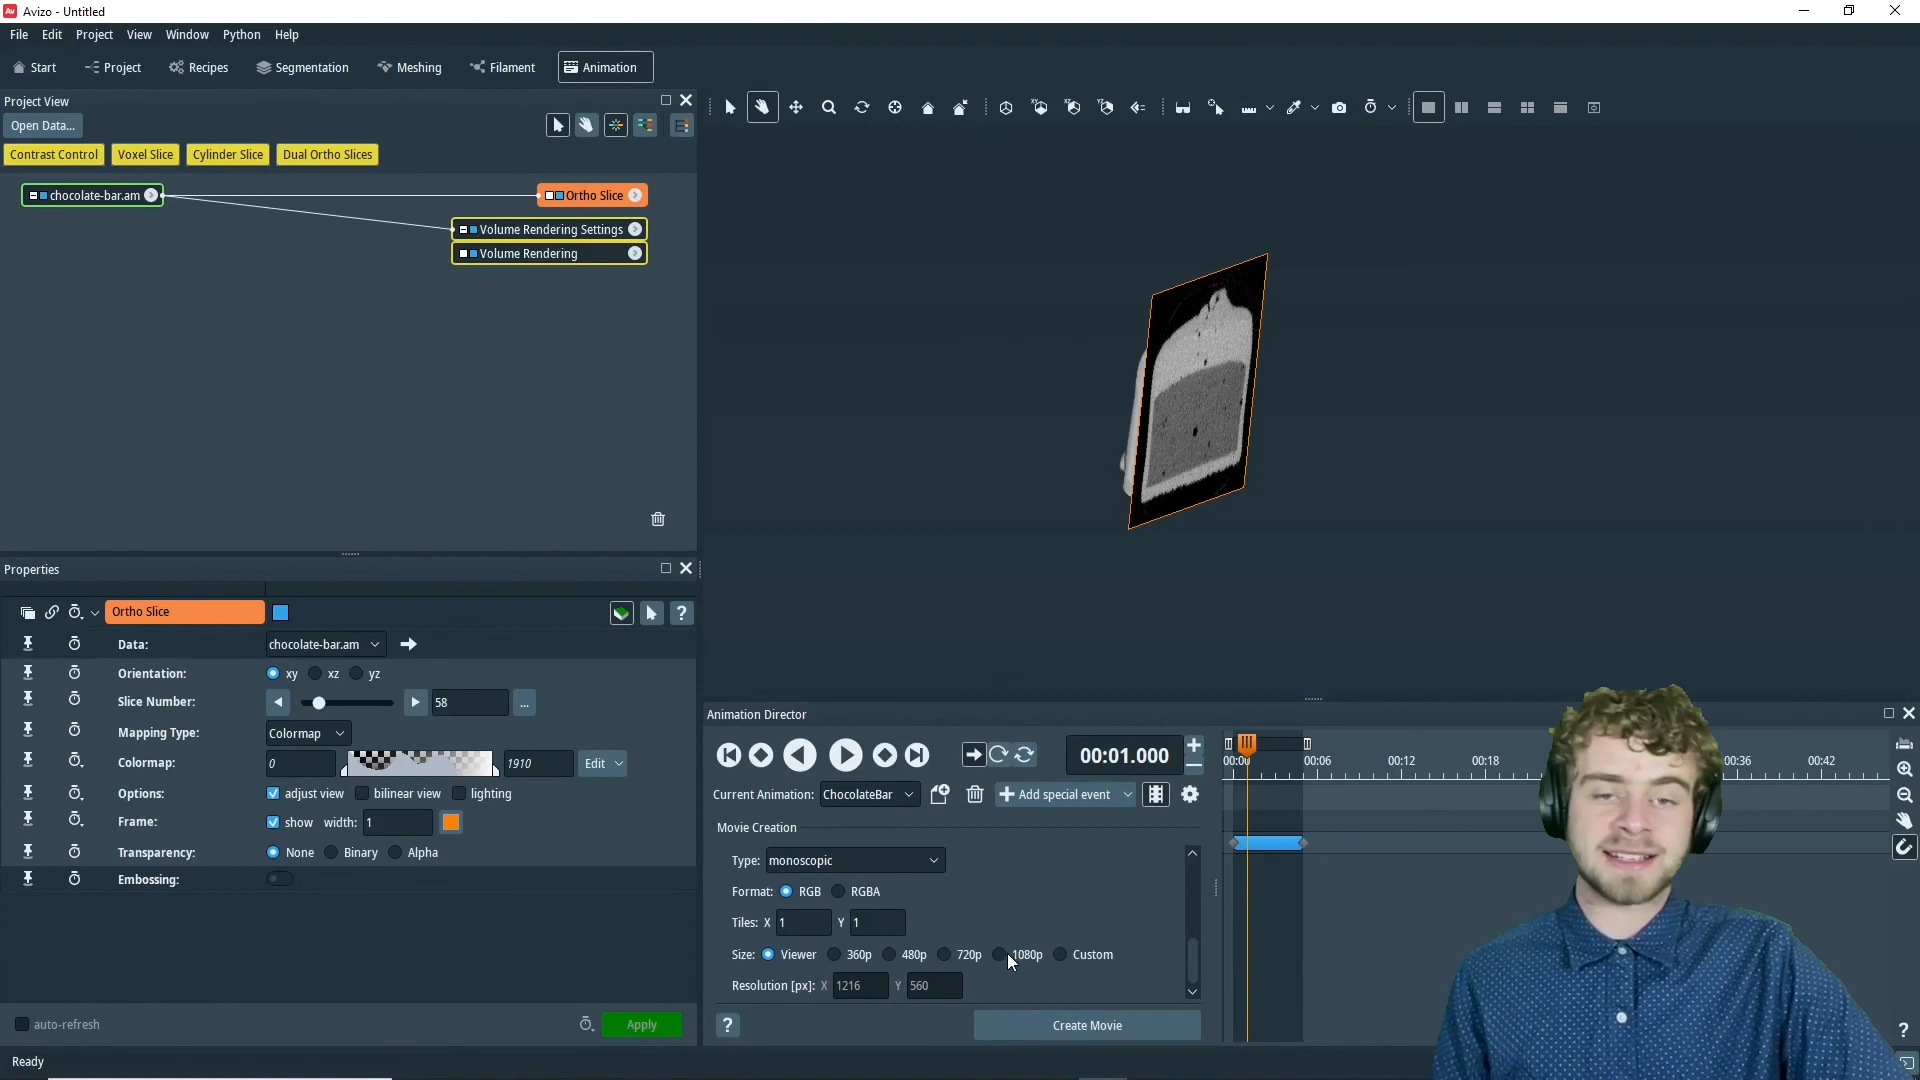 Av Avizo - Untitled
File Edit Project View Window Python Help
Start Project Recipes Segmentation Meshing Filament Animation
Project View
Open Data...
Contrast Control Voxel Slice Cylinder Slice Dual Ortho Slices
chocolate-bar.am Ortho Slice
Volume Rendering Settings
Volume Rendering
Properties
Ortho Slice ?
Data: chocolate-bar.am
Orientation: xy xz yz
Slice Number: 58 ...
Mapping Type: Colormap
Colormap: 0 1910 Edit
Options: adjust view bilinear view lighting
Frame: show width: 1
Transparency: None Binary Alpha
Embossing:
auto-refresh Apply
Ready
Animation Director
00:01.000
Current Animation: ChocolateBar Add special event
Movie Creation
Type: monoscopic
Format: RGB RGBA
Tiles: X 1 Y 1
Size: Viewer 360p 480p 720p 1080p Custom
Resolution [px]: X 1216 Y 560
? Create Movie
00:00 00:06 00:12 00:18 00:36 00:42
?